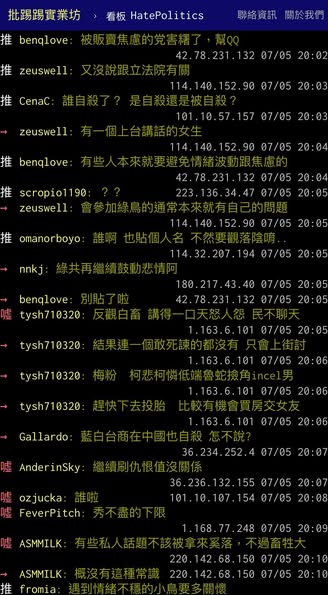 批踢踢實業坊 › 看板 HatePolitics 聯絡資訊 關於我們
推 benqlove: 被販賣焦慮的党害糬了，幫QQ
42.78.231.132 07/05 20:02
推 zeuswell: 又沒說跟立法院有關
114.140.152.90 07/05 20:03
推 CenaC: 誰自殺了？ 是自殺還是被自殺？
101.10.57.157 07/05 20:03
→ zeuswell: 有一個上台講話的女生
114.140.152.90 07/05 20:04
推 benqlove: 有些人本來就要避免情緒波動跟焦慮的
42.78.231.132 07/05 20:04
推 scropio1190: ？？ 223.136.34.47 07/05 20:05
→ zeuswell: 會參加綠鳥的通常本來就有自己的問題
114.140.152.90 07/05 20:05
推 omanorboyo: 誰啊 也貼個人名 不然要觀落陰唷..
114.32.207.194 07/05 20:05
→ nnkj: 綠共再繼續鼓動悲情阿
180.217.43.40 07/05 20:05
→ benqlove: 別貼了啦 42.78.231.132 07/05 20:05
噓 tysh710320: 反觀白畜 講得一口天怒人怨 民不聊天
1.163.6.101 07/05 20:05
→ tysh710320: 結果連一個敢死諫的都沒有 只會上街討
1.163.6.101 07/05 20:06
→ tysh710320: 梅粉 柯悲柯憐低端魯蛇撿角incel男
1.163.6.101 07/05 20:06
→ tysh710320: 趕快下去投胎 比較有機會買房交女友
1.163.6.101 07/05 20:06
→ Gallardo: 藍白台商在中國也自殺 怎不說?
36.234.252.4 07/05 20:07
噓 AnderinSky: 繼續刷仇恨值沒關係
36.236.132.155 07/05 20:07
噓 ozjucka: 誰啦 101.10.107.154 07/05 20:08
噓 FeverPitch: 秀不盡的下限
1.168.77.248 07/05 20:09
噓 ASMMILK: 有些私人話題不該被拿來奚落，不過畜牲大
220.142.68.150 07/05 20:10
→ ASMMILK: 概沒有這種常識 220.142.68.150 07/05 20:10
推 fromia: 遇到情緒不穩的小鳥要多關懷